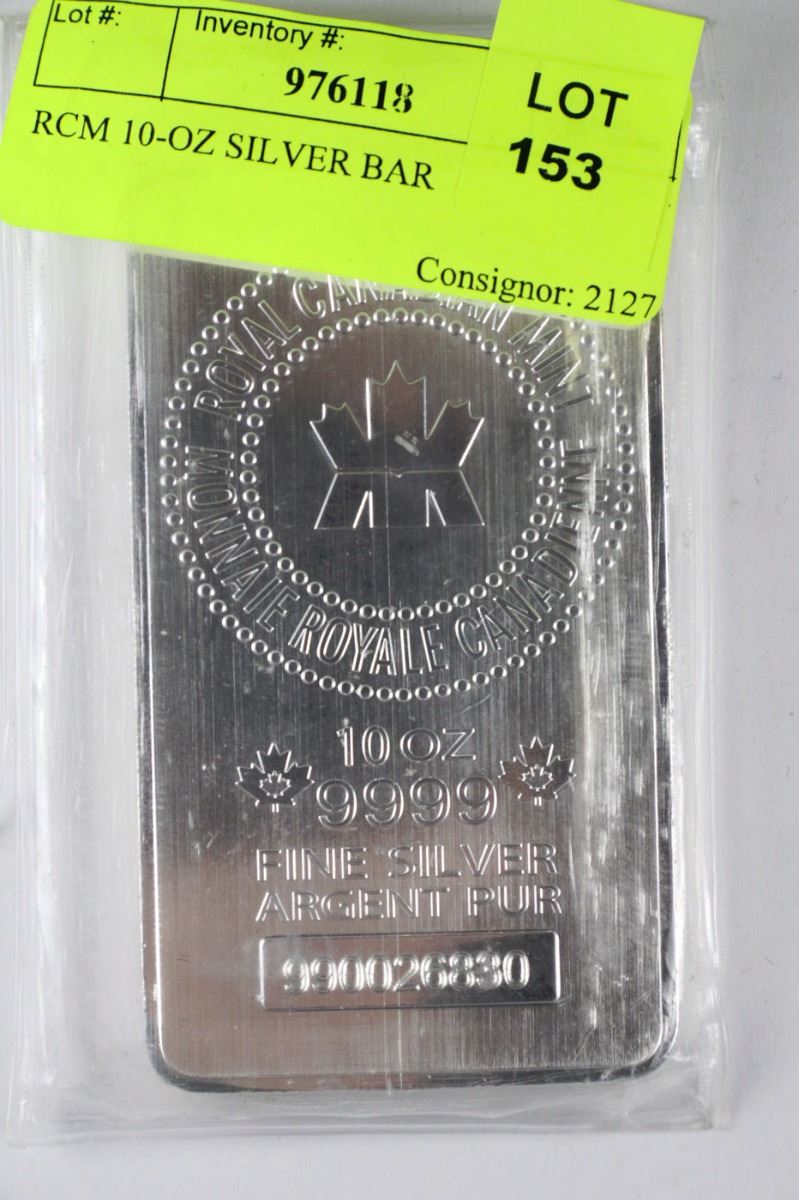 Lot #:
Inventory #:
976118
LOT
153
RCM 10-OZ SILVER BAR
Consignor: 2127
ROYAL CANADIAN MINT
MONNAIE ROYALE CANADIENNE
10 OZ
9999
FINE SILVER
ARGENT PUR
990026830